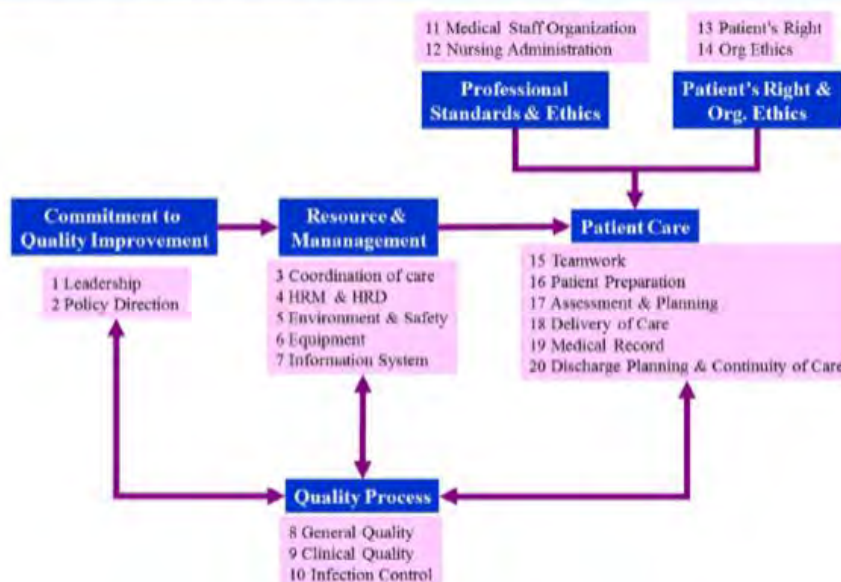 11 Medical Staff Organization
12 Nursing Administration
13 Patient's Right
14 Org Ethics
Professional
Standards & Ethics
Patient's Right &
Org. Ethics
Commitment to
Quality Improvement
Resource &
Mananagement
Patient Care
1 Leadership
2 Policy Direction
3 Coordination of care
4 HRM & HRD
5 Environment & Safety
6 Equipment
7 Information System
15 Teamwork
16 Patient Preparation
17 Assessment & Planning
18 Delivery of Care
19 Medical Record
20 Discharge Planning & Continuity of Care
Quality Process
8 General Quality
9 Clinical Quality
10 Infection Control